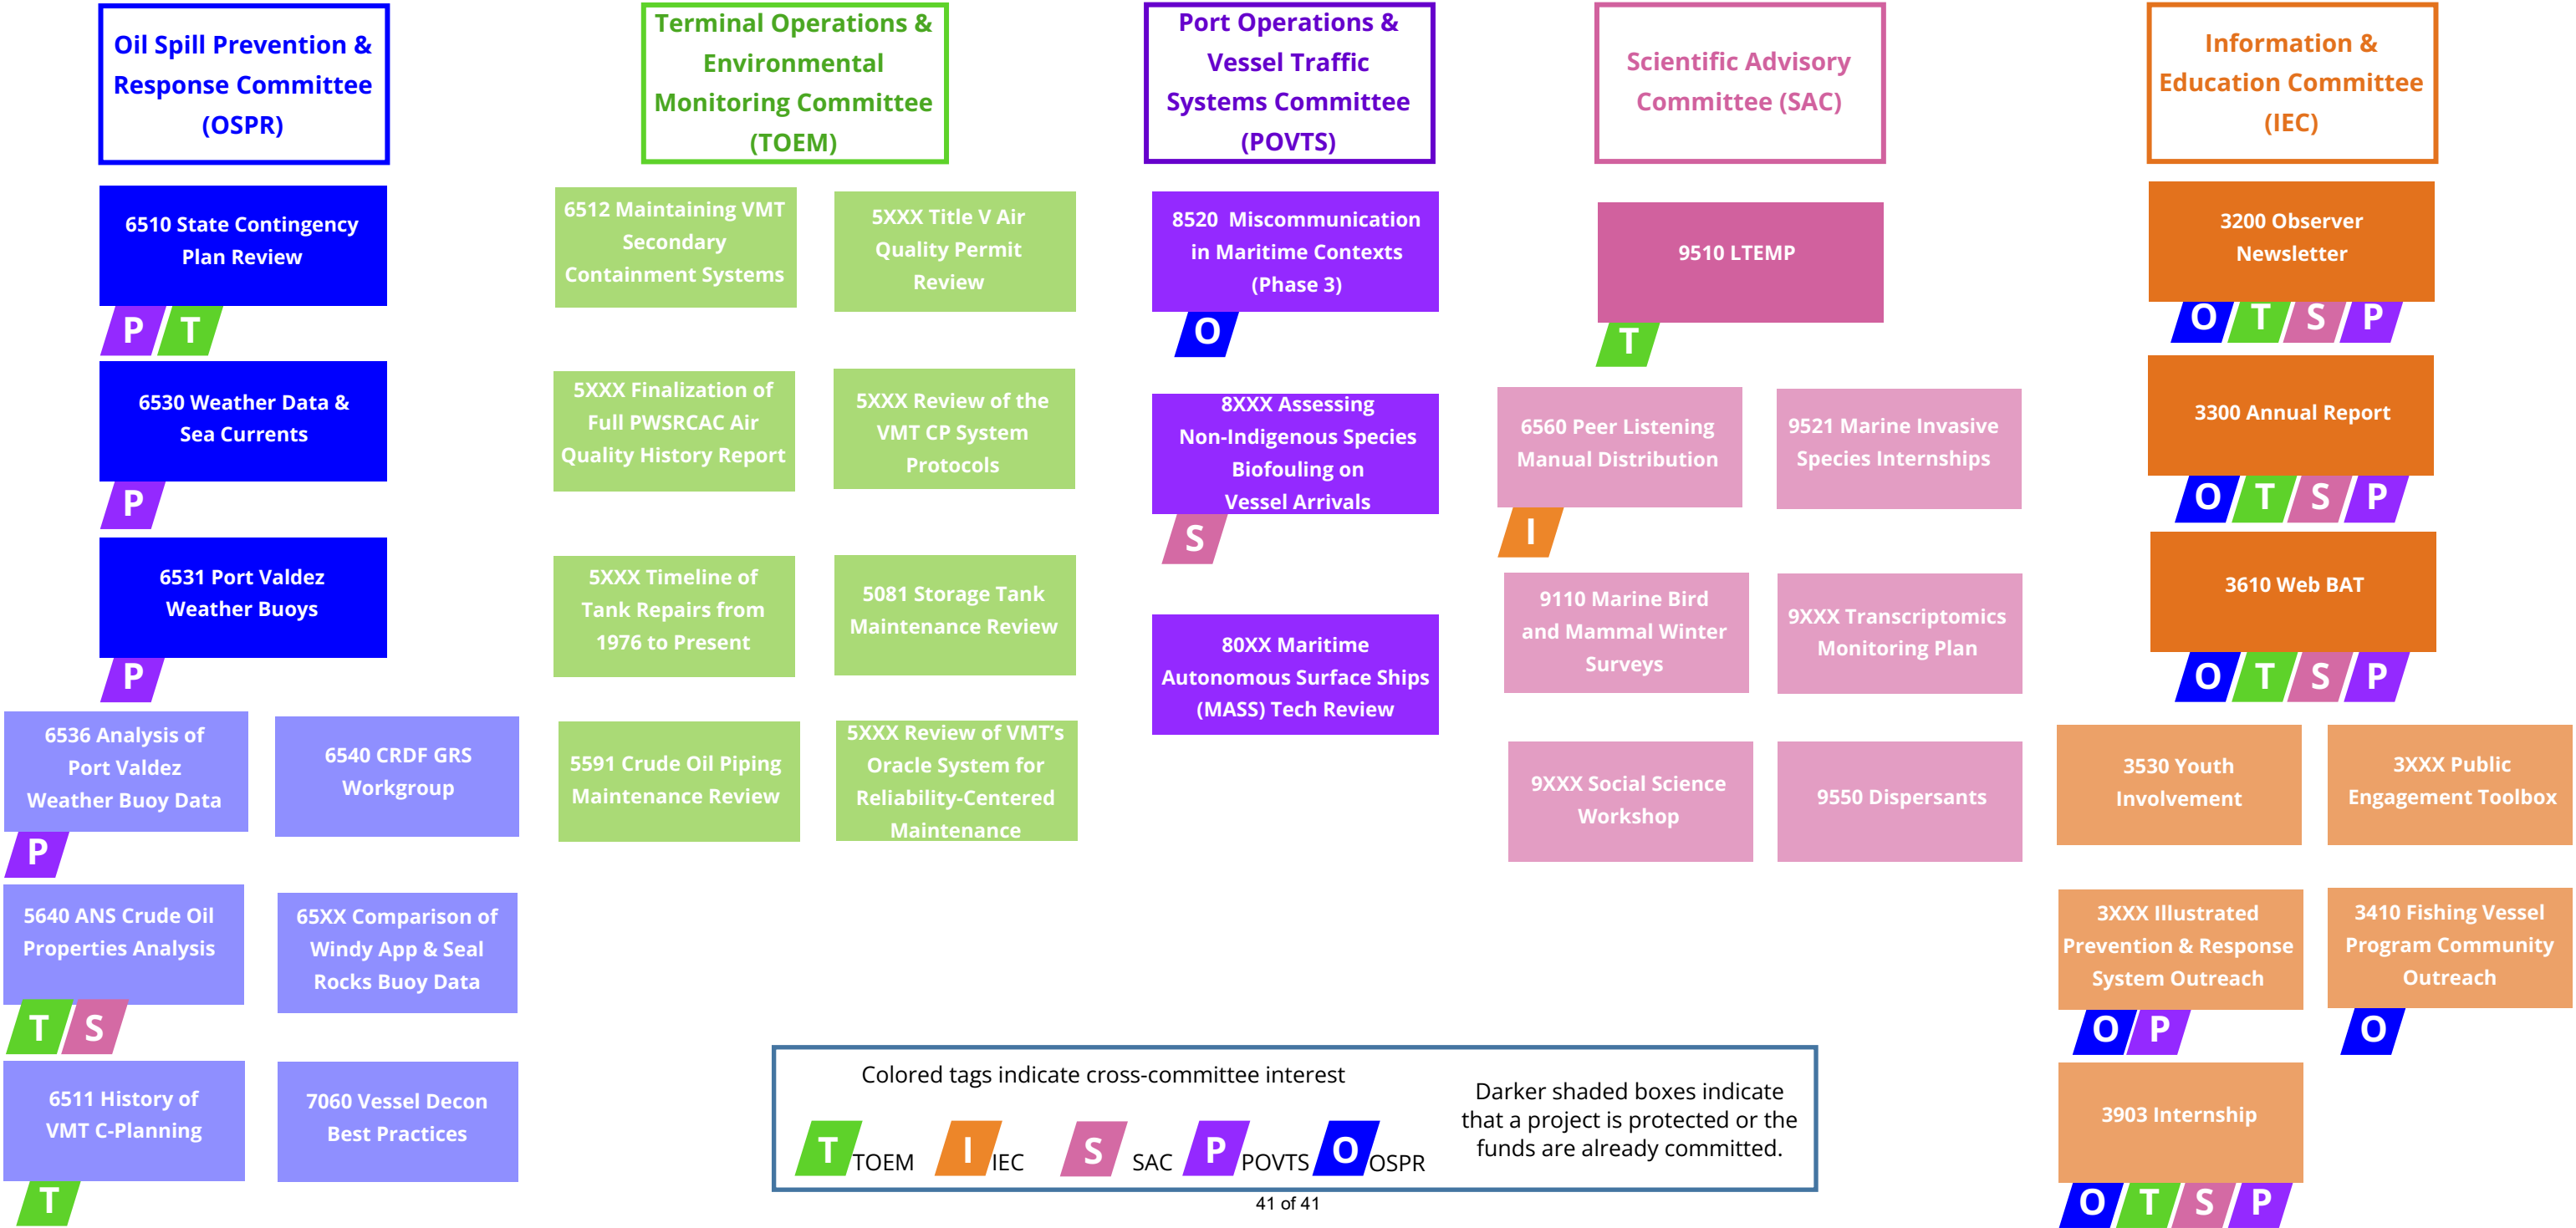 Oil Spill Prevention &
Response Committee
(OSPR)
6510 State Contingency
Plan Review
P T
6530 Weather Data &
Sea Currents
P
6531 Port Valdez
Weather Buoys
P
6536 Analysis of
Port Valdez
Weather Buoy Data
P
6540 CRDF GRS
Workgroup
5640 ANS Crude Oil
Properties Analysis
T S
65XX Comparison of
Windy App & Seal
Rocks Buoy Data
6511 History of
VMT C-Planning
T
7060 Vessel Decon
Best Practices
Terminal Operations &
Environmental
Monitoring Committee
(TOEM)
6512 Maintaining VMT
Secondary
Containment Systems
5XXX Title V Air
Quality Permit
Review
5XXX Finalization of
Full PWSRCAC Air
Quality History Report
5XXX Review of the
VMT CP System
Protocols
5XXX Timeline of
Tank Repairs from
1976 to Present
5081 Storage Tank
Maintenance Review
5591 Crude Oil Piping
Maintenance Review
5XXX Review of VMT’s
Oracle System for
Reliability-Centered
Maintenance
Port Operations &
Vessel Traffic
Systems Committee
(POVTS)
8520 Miscommunication
in Maritime Contexts
(Phase 3)
O
8XXX Assessing
Non-Indigenous Species
Biofouling on
Vessel Arrivals
S
80XX Maritime
Autonomous Surface Ships
(MASS) Tech Review
Scientific Advisory
Committee (SAC)
9510 LTEMP
T
6560 Peer Listening
Manual Distribution
I
9521 Marine Invasive
Species Internships
9110 Marine Bird
and Mammal Winter
Surveys
9XXX Transcriptomics
Monitoring Plan
9XXX Social Science
Workshop
9550 Dispersants
Information &
Education Committee
(IEC)
3200 Observer
Newsletter
O T S P
3300 Annual Report
O T S P
3610 Web BAT
O T S P
3530 Youth
Involvement
3XXX Public
Engagement Toolbox
3XXX Illustrated
Prevention & Response
System Outreach
O P
3410 Fishing Vessel
Program Community
Outreach
O
3903 Internship
O T S P
Colored tags indicate cross-committee interest
T TOEM I IEC S SAC P POVTS O OSPR
Darker shaded boxes indicate
that a project is protected or the
funds are already committed.
41 of 41